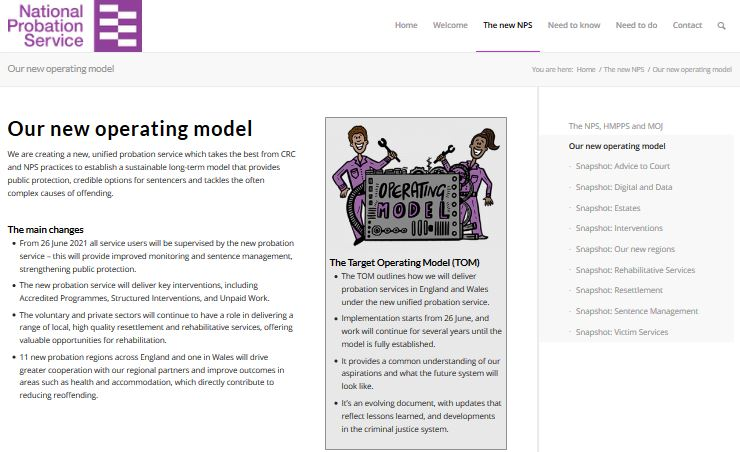 National
Probation
Service
Home
Welcome
The new NPS
Need to know
Need to do
Contact
Our new operating model
You are here: Home / The new NPS / Our new operating model
Our new operating model
We are creating a new, unified probation service which takes the best from CRC
and NPS practices to establish a sustainable long-term model that provides
public protection, credible options for sentencers and tackles the often
complex causes of offending.
The main changes
• From 26 June 2021 all service users will be supervised by the new probation
service – this will provide improved monitoring and sentence management,
strengthening public protection.
• The new probation service will deliver key interventions, including
Accredited Programmes, Structured Interventions, and Unpaid Work.
• The voluntary and private sectors will continue to have a role in delivering a
range of local, high quality resettlement and rehabilitative services, offering
valuable opportunities for rehabilitation.
• 11 new probation regions across England and one in Wales will drive
greater cooperation with our regional partners and improve outcomes in
areas such as health and accommodation, which directly contribute to
reducing reoffending.
OPERATING
MODEL
The Target Operating Model (TOM)
• The TOM outlines how we will deliver
probation services in England and Wales
under the new unified probation service.
• Implementation starts from 26 June, and
work will continue for several years until the
model is fully established.
• It provides a common understanding of our
aspirations and what the future system will
look like.
• It's an evolving document, with updates that
reflect lessons learned, and developments
in the criminal justice system.
The NPS, HMPPS and MOJ
Our new operating model
· Snapshot: Advice to Court
· Snapshot: Digital and Data
· Snapshot: Estates
· Snapshot: Interventions
· Snapshot: Our new regions
· Snapshot: Rehabilitative Services
· Snapshot: Resettlement
· Snapshot: Sentence Management
· Snapshot: Victim Services